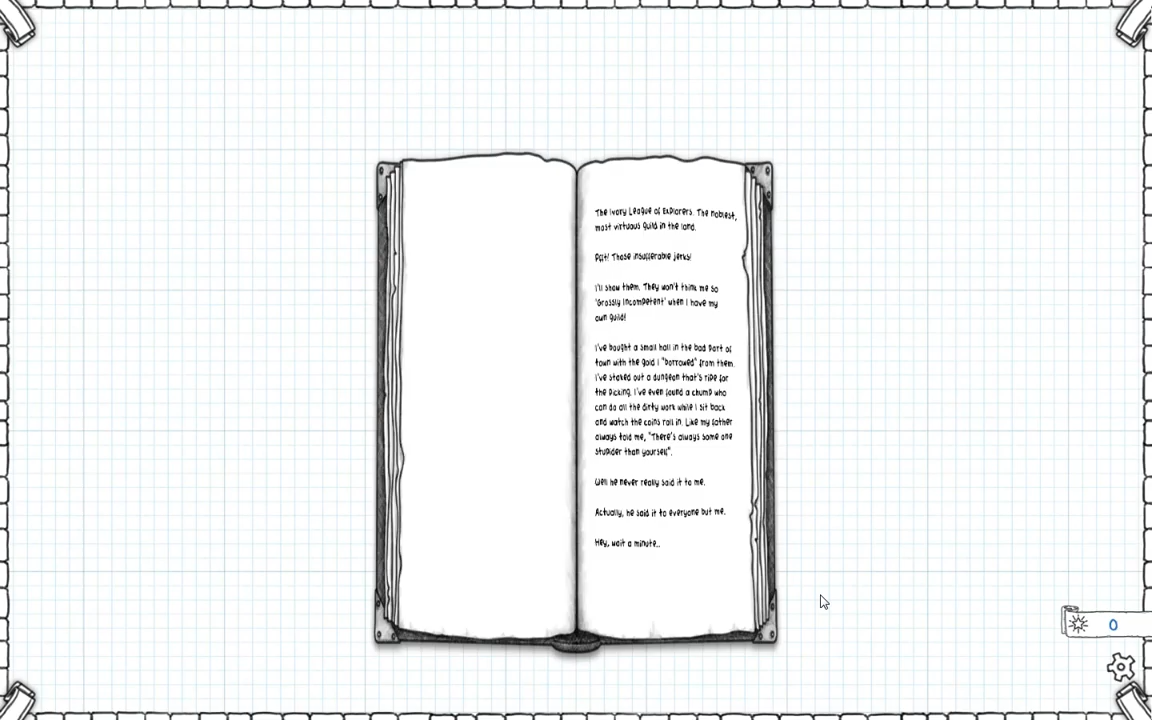 The Ivory League of Explorers. The noblest,
most virtuous guild in the land.
Pfft! Those insufferable jerks!
I'll show them. They won't think me so
'Grossly Incompetent' when I have my
own guild!
I've bought a small hall in the bad part of
town with the gold I "borrowed" from them.
I've staked out a dungeon that's ripe for
the picking. I've even found a chump who
can do all the dirty work while I sit back
and watch the coins roll in. Like my father
always told me, "There's always some one
stupider than yourself".
Well he never really said it to me.
Actually, he said it to everyone but me.
Hey, wait a minute...
0